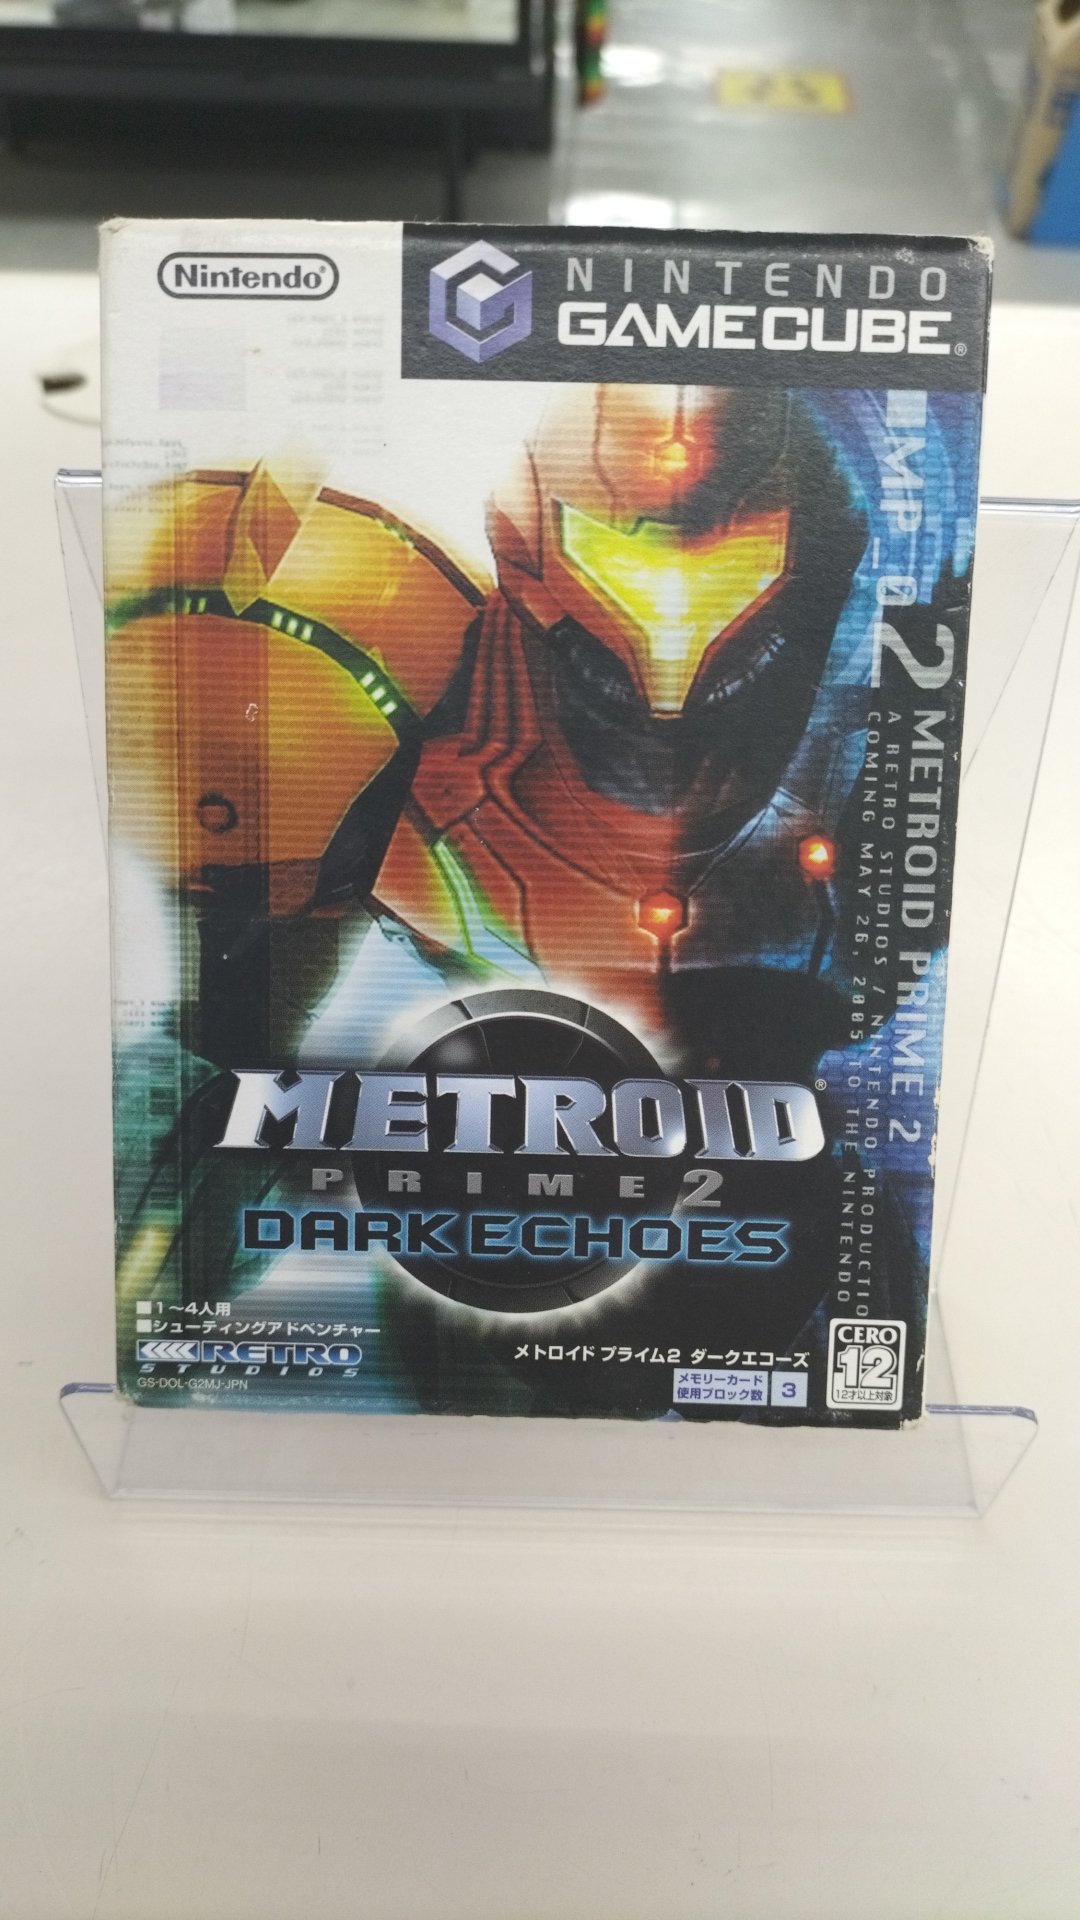 Nintendo®
NINTENDO
GAMECUBE®
MP_02
METROID PRIME 2
A RETRO STUDIOS / NINTENDO PRODUCTIO
COMING MAY 26, 2005 TO THE NINTENDO
METROID®
PRIME 2
DARK ECHOES
■1〜4人用
■シューティングアドベンチャー
RETRO
STUDIOS
GS-DOL-G2MJ-JPN
メトロイド プライム2 ダークエコーズ
メモリーカード
使用ブロック数 3
CERO
12
12才以上対象